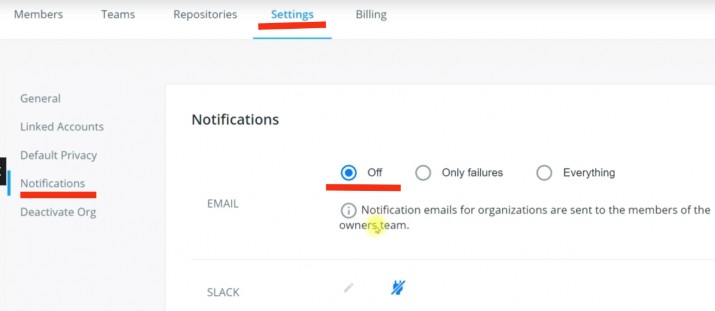 Members Teams Repositories Settings Billing
General
Linked Accounts
Default Privacy
Notifications
Deactivate Org
Notifications
Off Only failures Everything
EMAIL
Notification emails for organizations are sent to the members of the
owners team.
SLACK